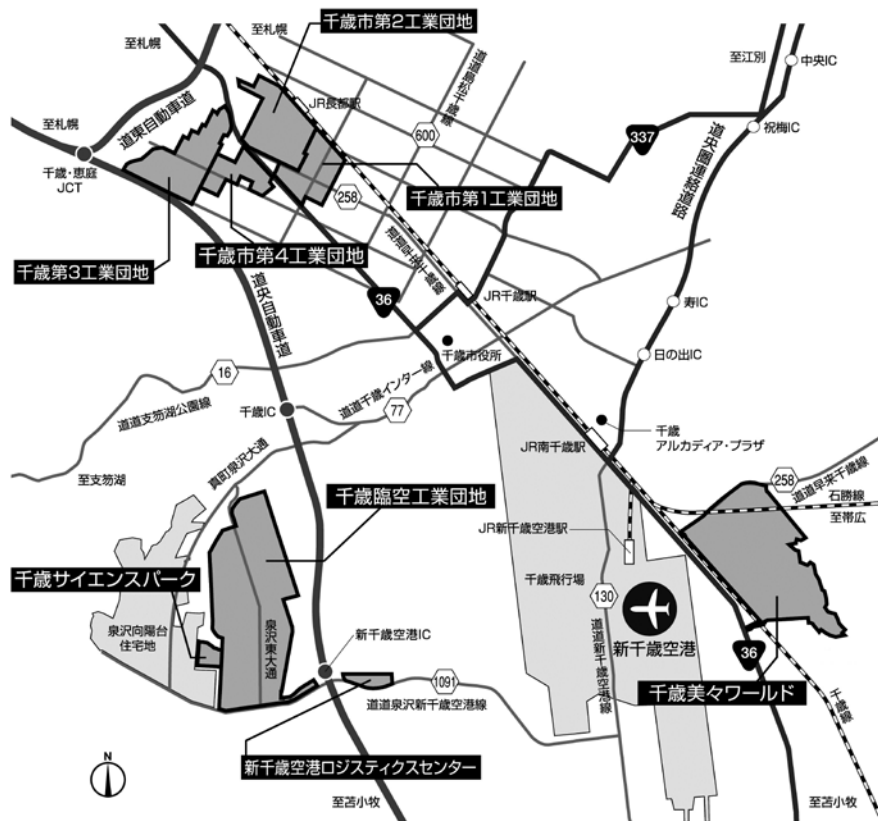 千歳市第2工業団地
至札幌
至札幌
至江別
中央IC
道道島松千歳線
JR長都駅
道東自動車道
至札幌
600
337
祝梅IC
道央圏連絡道路
千歳・恵庭
JCT
258
千歳市第1工業団地
千歳市第4工業団地
千歳第3工業団地
道道早来千歳線
道央自動車道
36
JR千歳駅
寿IC
千歳市役所
日の出IC
16
道道支笏湖公園線
千歳IC
道道千歳インター線
77
千歳
アルカディア・プラザ
JR南千歳駅
至支笏湖
真町泉沢大通
258
道道早来千歳線
石勝線
至帯広
千歳臨空工業団地
JR新千歳空港駅
千歳サイエンスパーク
千歳飛行場
130
泉沢向陽台
住宅地
泉沢東大通
新千歳空港IC
道道新千歳空港線
新千歳空港
36
1091
道道泉沢新千歳空港線
千歳美々ワールド
千歳線
新千歳空港ロジスティクスセンター
N
至苫小牧
至苫小牧